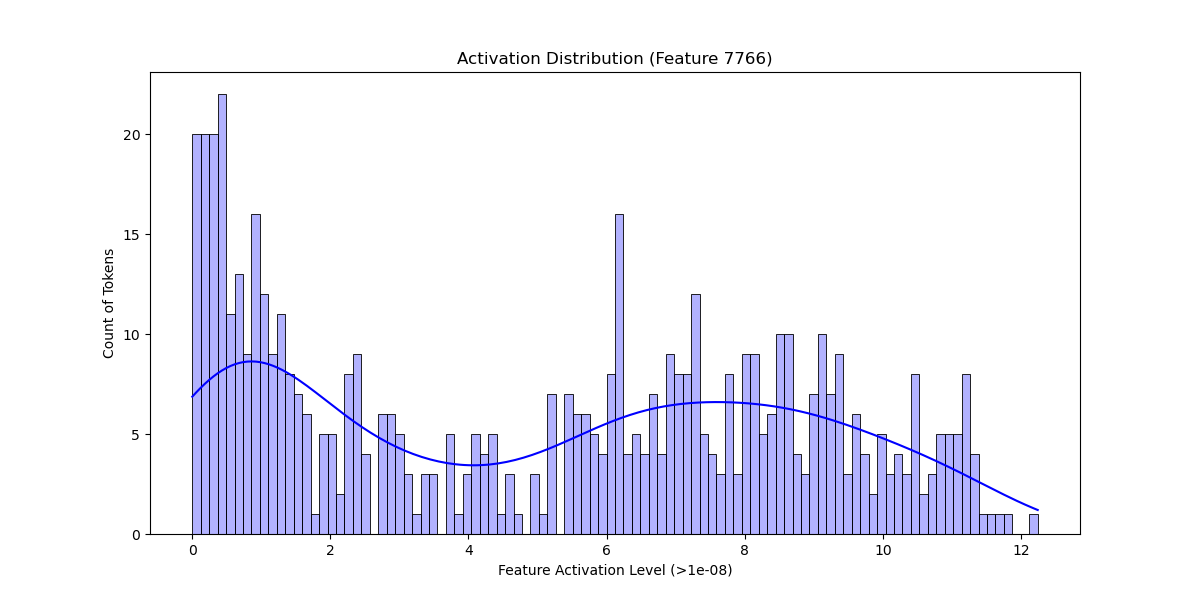 Activation Distribution (Feature 7766)
Count of Tokens
20
15
10
5
0
0 2 4 6 8 10 12
Feature Activation Level (>1e-08)